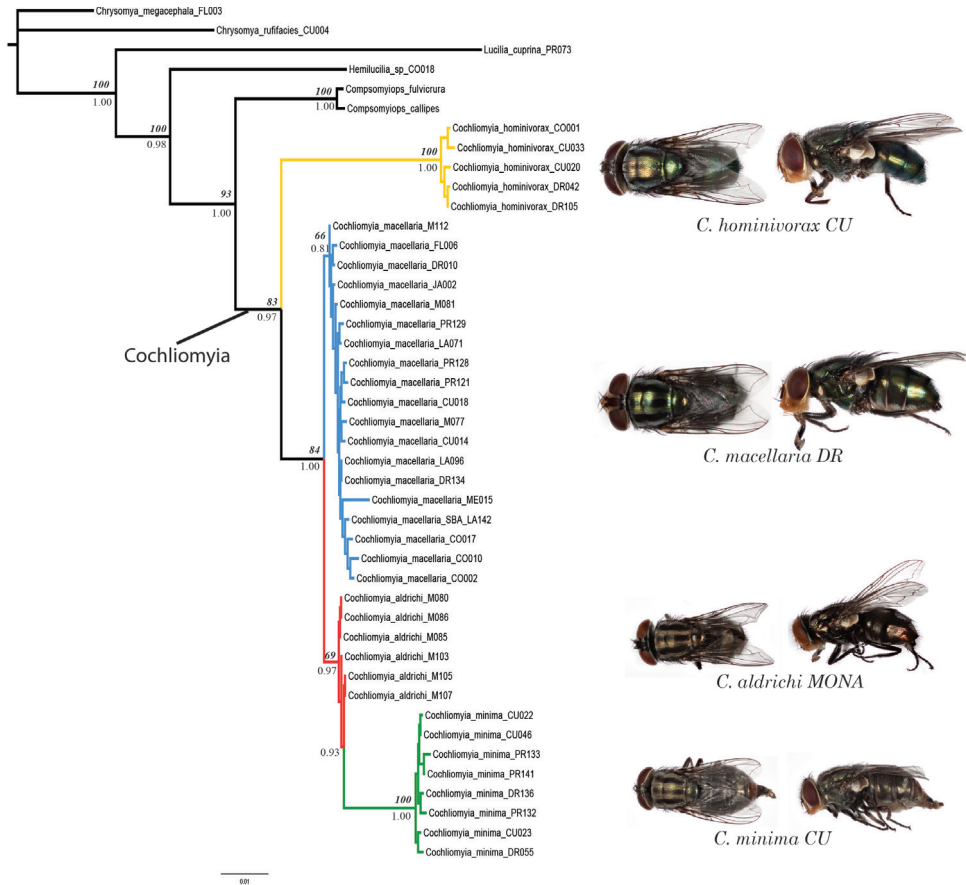 Chrysomya_megacephala_FL003
Chrysomya_rufifacies_CU004
Lucilia_cuprina_PR073
Hemilucilia_sp_CO018
100
1.00
Compsomyiops_fulvicrura
100
1.00
Compsomyiops_callipes
100
0.98
Cochliomyia_hominivorax_CO001
Cochliomyia_hominivorax_CU033
100
1.00
Cochliomyia_hominivorax_CU020
Cochliomyia_hominivorax_DR042
Cochliomyia_hominivorax_DR105
C. hominivorax CU
93
1.00
Cochliomyia_macellaria_M112
66
0.81
Cochliomyia_macellaria_FL006
Cochliomyia_macellaria_DR010
Cochliomyia_macellaria_JA002
Cochliomyia_macellaria_M081
83
0.97
Cochliomyia_macellaria_PR129
Cochliomyia_macellaria_LA071
Cochliomyia
Cochliomyia_macellaria_PR128
Cochliomyia_macellaria_PR121
Cochliomyia_macellaria_CU018
Cochliomyia_macellaria_M077
Cochliomyia_macellaria_CU014
84
1.00
Cochliomyia_macellaria_LA096
C. macellaria DR
Cochliomyia_macellaria_DR134
Cochliomyia_macellaria_ME015
Cochliomyia_macellaria_SBA_LA142
Cochliomyia_macellaria_CO017
Cochliomyia_macellaria_CO010
Cochliomyia_macellaria_CO002
Cochliomyia_aldrichi_M080
Cochliomyia_aldrichi_M086
Cochliomyia_aldrichi_M085
69
0.97
Cochliomyia_aldrichi_M103
Cochliomyia_aldrichi_M105
C. aldrichi MONA
Cochliomyia_aldrichi_M107
Cochliomyia_minima_CU022
Cochliomyia_minima_CU046
0.93
Cochliomyia_minima_PR133
Cochliomyia_minima_PR141
Cochliomyia_minima_DR136
100
1.00
Cochliomyia_minima_PR132
Cochliomyia_minima_CU023
C. minima CU
Cochliomyia_minima_DR055
0.01